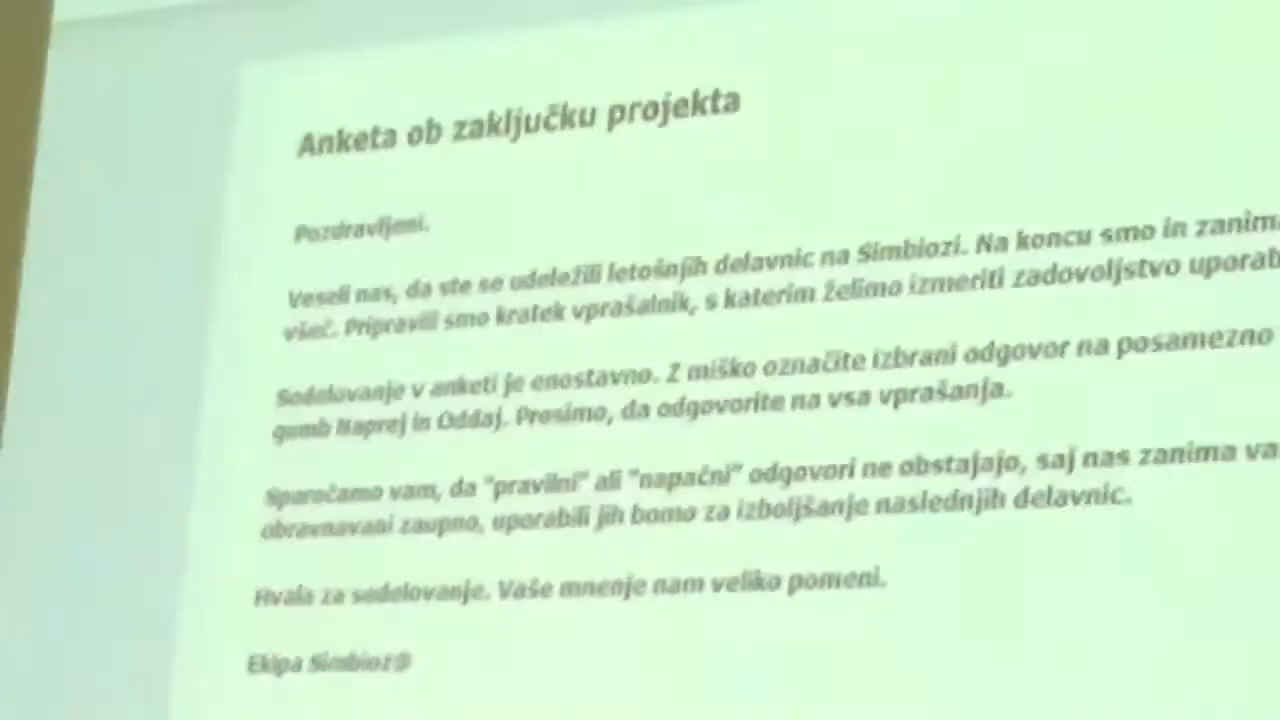 Anketa ob zaključku projekta
Pozdravljeni.
Veseli nas, da ste se udeležili letošnjih delavnic na Simbiozi. Na koncu smo in zanima
všeč. Pripravili smo kratek vprašalnik, s katerim želimo izmeriti zadovoljstvo uporab
Sodelovanje v anketi je enostavno. Z miško označite izbrani odgovor na posamezno
gumb Naprej in Oddaj. Prosimo, da odgovorite na vsa vprašanja.
Sporočamo vam, da "pravilni" ali "napačni" odgovori ne obstajajo, saj nas zanima va
obravnavani zaupno, uporabili jih bomo za izboljšanje naslednjih delavnic.
Hvala za sodelovanje. Vaše mnenje nam veliko pomeni.
Ekipa Simbioz@